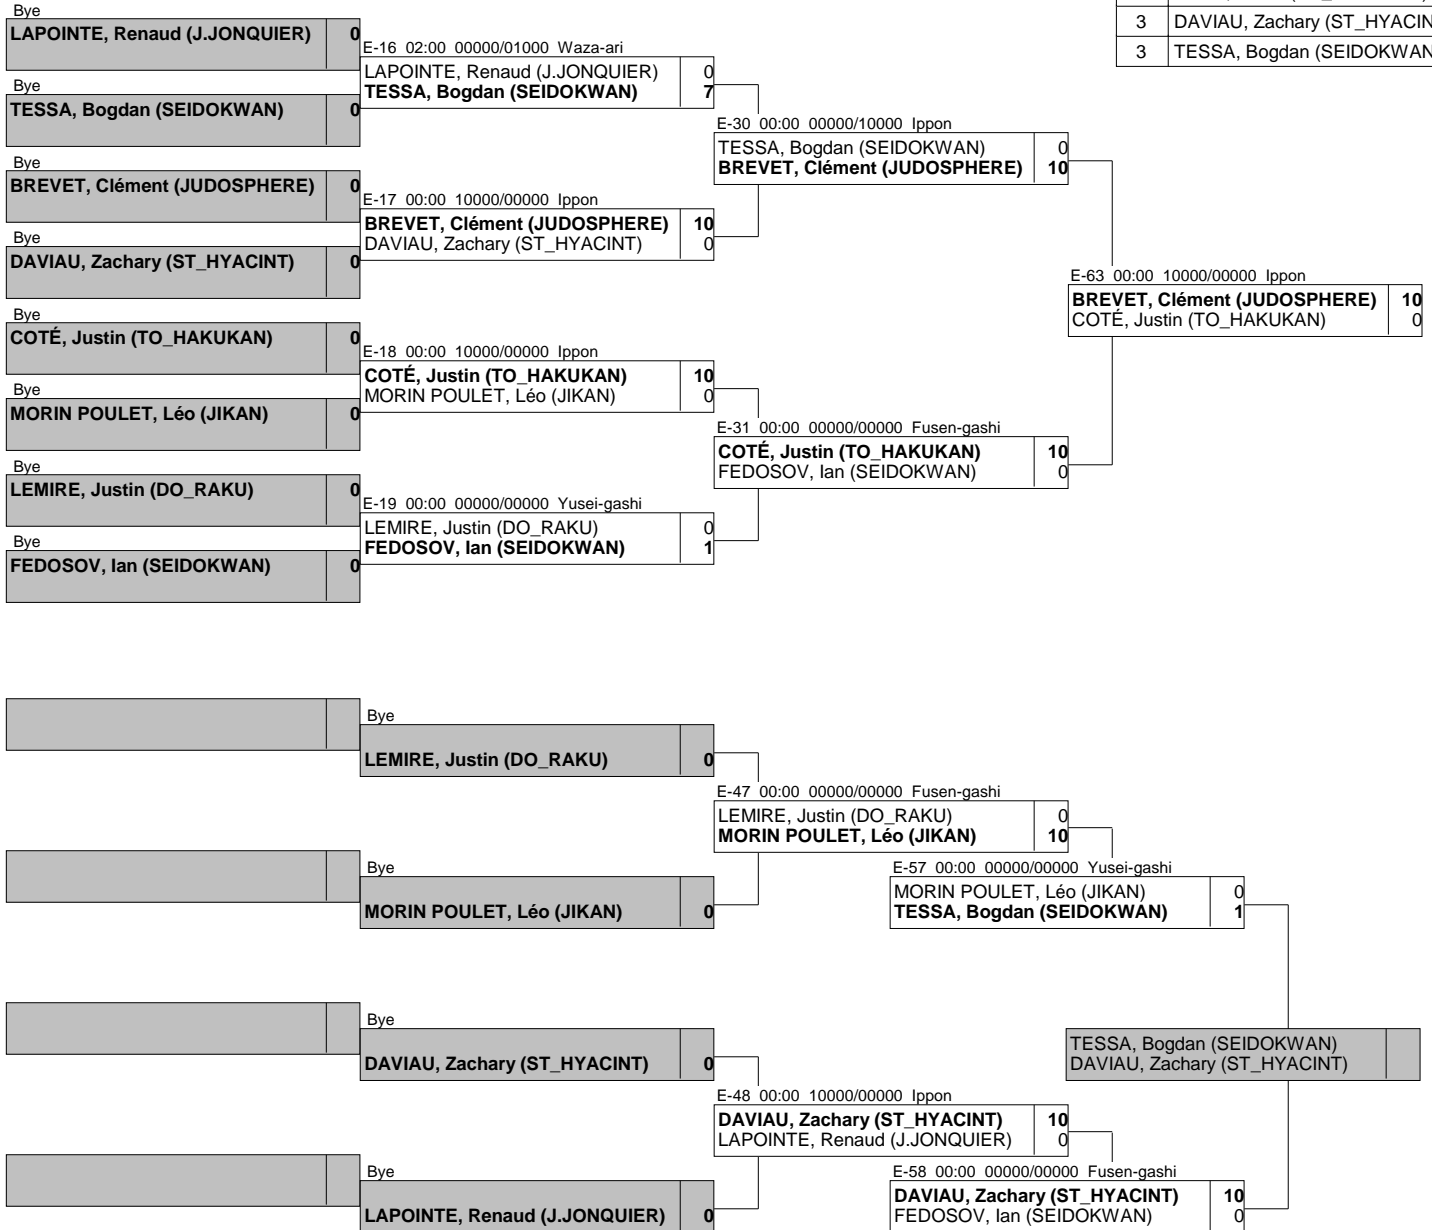 Bye
LAPOINTE, Renaud (J.JONQUIER) 0
Bye
TESSA, Bogdan (SEIDOKWAN) 0
Bye
BREVET, Clément (JUDOSPHERE) 0
Bye
DAVIAU, Zachary (ST_HYACINT) 0
Bye
COTÉ, Justin (TO_HAKUKAN) 0
Bye
MORIN POULET, Léo (JIKAN) 0
Bye
LEMIRE, Justin (DO_RAKU) 0
Bye
FEDOSOV, Ian (SEIDOKWAN) 0
E-16 02:00 00000/01000 Waza-ari
LAPOINTE, Renaud (J.JONQUIER) 0
TESSA, Bogdan (SEIDOKWAN) 7
E-17 00:00 10000/00000 Ippon
BREVET, Clément (JUDOSPHERE) 10
DAVIAU, Zachary (ST_HYACINT) 0
E-18 00:00 10000/00000 Ippon
COTÉ, Justin (TO_HAKUKAN) 10
MORIN POULET, Léo (JIKAN) 0
E-19 00:00 00000/00000 Yusei-gashi
LEMIRE, Justin (DO_RAKU) 0
FEDOSOV, Ian (SEIDOKWAN) 1
E-30 00:00 00000/10000 Ippon
TESSA, Bogdan (SEIDOKWAN) 0
BREVET, Clément (JUDOSPHERE) 10
E-31 00:00 00000/00000 Fusen-gashi
COTÉ, Justin (TO_HAKUKAN) 10
FEDOSOV, Ian (SEIDOKWAN) 0
3 DAVIAU, Zachary (ST_HYACIN
3 TESSA, Bogdan (SEIDOKWAN
E-63 00:00 10000/00000 Ippon
BREVET, Clément (JUDOSPHERE) 10
COTÉ, Justin (TO_HAKUKAN) 0
Bye
LEMIRE, Justin (DO_RAKU) 0
Bye
MORIN POULET, Léo (JIKAN) 0
Bye
DAVIAU, Zachary (ST_HYACINT) 0
Bye
LAPOINTE, Renaud (J.JONQUIER) 0
E-47 00:00 00000/00000 Fusen-gashi
LEMIRE, Justin (DO_RAKU) 0
MORIN POULET, Léo (JIKAN) 10
E-57 00:00 00000/00000 Yusei-gashi
MORIN POULET, Léo (JIKAN) 0
TESSA, Bogdan (SEIDOKWAN) 1
E-48 00:00 10000/00000 Ippon
DAVIAU, Zachary (ST_HYACINT) 10
LAPOINTE, Renaud (J.JONQUIER) 0
E-58 00:00 00000/00000 Fusen-gashi
DAVIAU, Zachary (ST_HYACINT) 10
FEDOSOV, Ian (SEIDOKWAN) 0
TESSA, Bogdan (SEIDOKWAN)
DAVIAU, Zachary (ST_HYACINT)